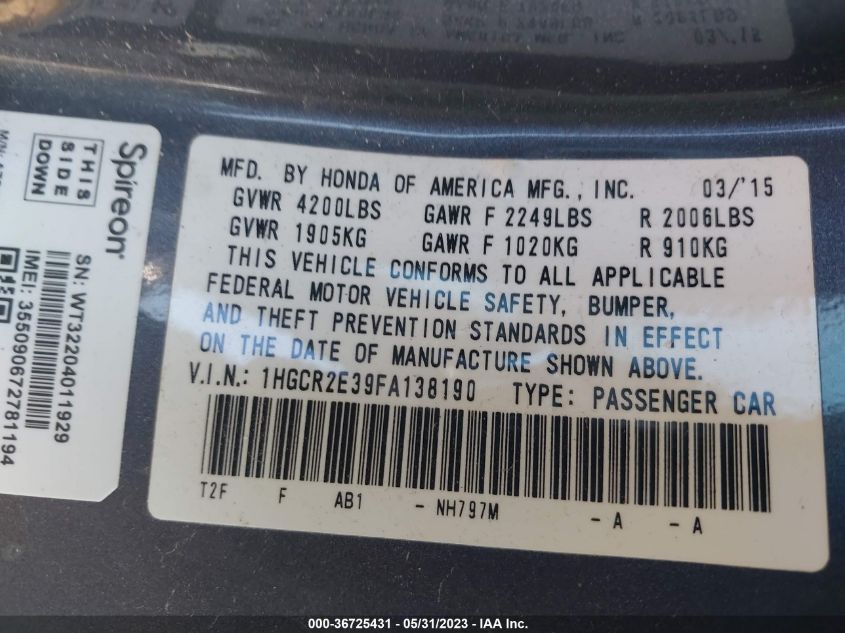 03/'15
Spireon
THIS
SIDE
DOWN
SN: WT32204011929
IMEI: 355090672781194
MFD. BY HONDA OF AMERICA MFG., INC. 03/'15
GVWR 4200LBS GAWR F 2249LBS R 2006LBS
GVWR 1905KG GAWR F 1020KG R 910KG
THIS VEHICLE CONFORMS TO ALL APPLICABLE
FEDERAL MOTOR VEHICLE SAFETY, BUMPER,
AND THEFT PREVENTION STANDARDS IN EFFECT
ON THE DATE OF MANUFACTURE SHOWN ABOVE.
V.I.N.: 1HGCR2E39FA138190 TYPE: PASSENGER CAR
T2F F AB1 - NH797M - A - A
000-36725431 - 05/31/2023 - IAA Inc.